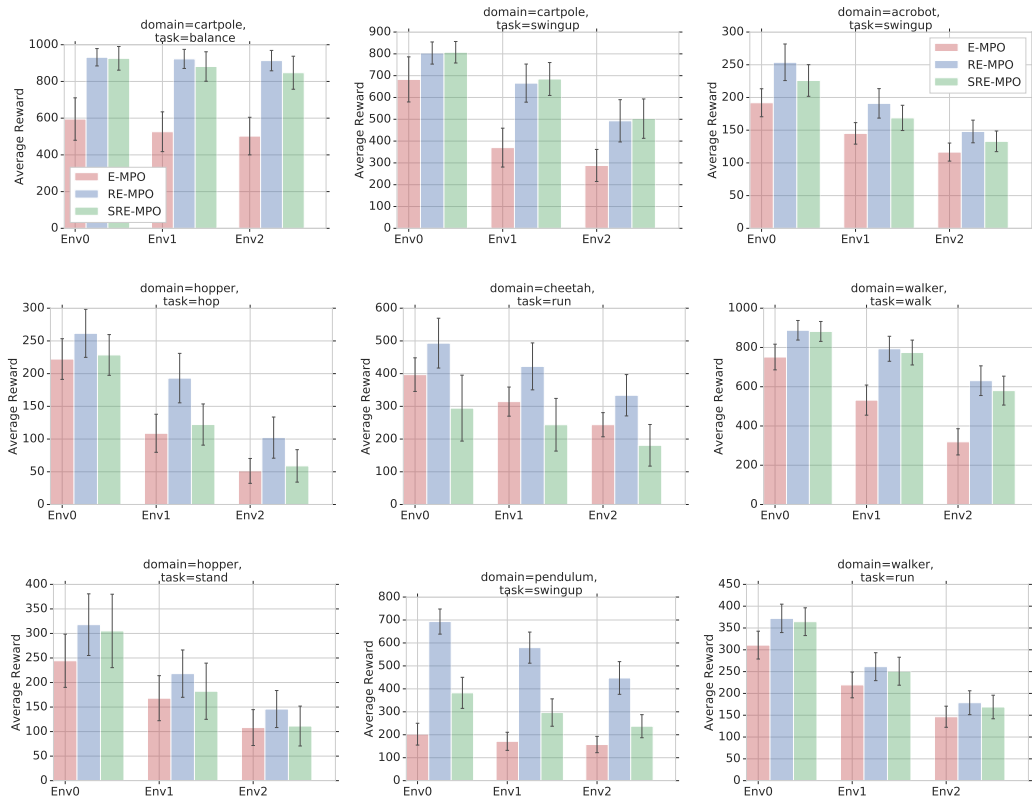 domain=cartpole,
task=balance
Average Reward
1000
800
600
400
200
0
E-MPO
RE-MPO
SRE-MPO
Env0 Env1 Env2
domain=cartpole,
task=swingup
Average Reward
900
800
700
600
500
400
300
200
100
0
Env0 Env1 Env2
domain=acrobot,
task=swingup
Average Reward
300
250
200
150
100
50
0
E-MPO
RE-MPO
SRE-MPO
Env0 Env1 Env2
domain=hopper,
task=hop
Average Reward
300
250
200
150
100
50
0
Env0 Env1 Env2
domain=cheetah,
task=run
Average Reward
600
500
400
300
200
100
0
Env0 Env1 Env2
domain=walker,
task=walk
Average Reward
1000
800
600
400
200
0
Env0 Env1 Env2
domain=hopper,
task=stand
Average Reward
400
350
300
250
200
150
100
50
0
Env0 Env1 Env2
domain=pendulum,
task=swingup
Average Reward
800
700
600
500
400
300
200
100
0
Env0 Env1 Env2
domain=walker,
task=run
Average Reward
450
400
350
300
250
200
150
100
50
0
Env0 Env1 Env2